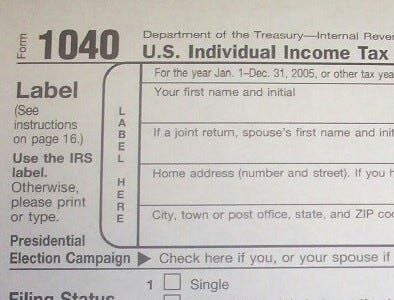 Form
1040
Department of the Treasury—Internal
U.S. Individual Income Tax
For the year Jan. 1–Dec. 31, 2005, or other tax
Label
(See
instructions
on page 16.)
Use the IRS
label.
Otherwise,
please print
or type.
LABEL
HERE
Your first name and initial
If a joint return, spouse's first name and
Home address (number and street). If you
City, town or post office, state, and ZIP
Presidential
Election Campaign ▶ Check here if you, or your spouse if
Filing Status
1 Single